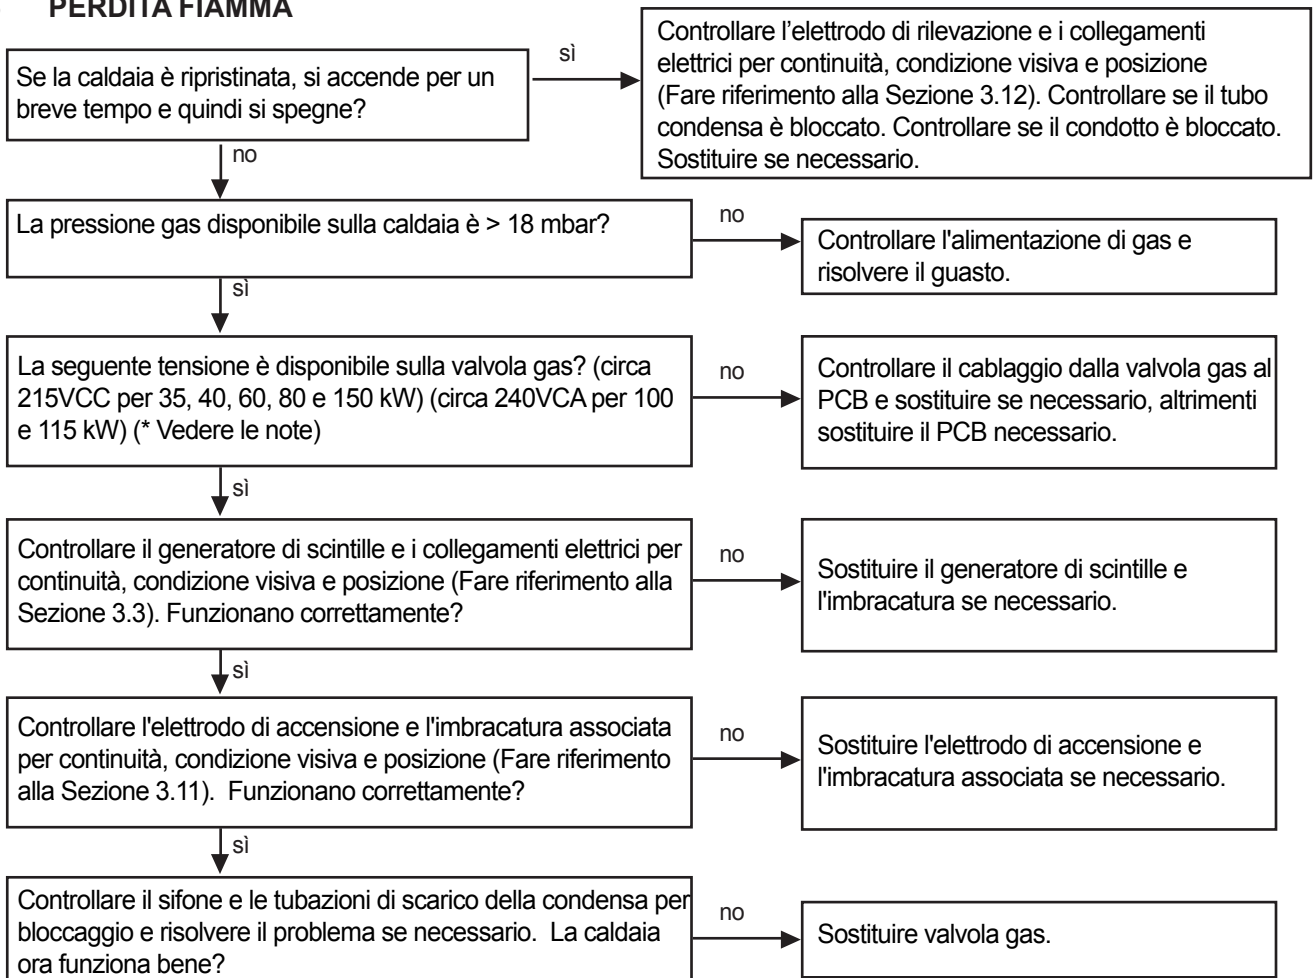 PERDITA FIAMMA
Se la caldaia è ripristinata, si accende per un
breve tempo e quindi si spegne?
sì
Controllare l’elettrodo di rilevazione e i collegamenti
elettrici per continuità, condizione visiva e posizione
(Fare riferimento alla Sezione 3.12). Controllare se il tubo
condensa è bloccato. Controllare se il condotto è bloccato.
Sostituire se necessario.
no
La pressione gas disponibile sulla caldaia è > 18 mbar?
no
Controllare l'alimentazione di gas e
risolvere il guasto.
sì
La seguente tensione è disponibile sulla valvola gas? (circa
215VCC per 35, 40, 60, 80 e 150 kW) (circa 240VCA per 100
e 115 kW) (* Vedere le note)
no
Controllare il cablaggio dalla valvola gas al
PCB e sostituire se necessario, altrimenti
sostituire il PCB necessario.
sì
Controllare il generatore di scintille e i collegamenti elettrici per
continuità, condizione visiva e posizione (Fare riferimento alla
Sezione 3.3). Funzionano correttamente?
no
Sostituire il generatore di scintille e
l'imbracatura se necessario.
sì
Controllare l'elettrodo di accensione e l'imbracatura associata
per continuità, condizione visiva e posizione (Fare riferimento
alla Sezione 3.11). Funzionano correttamente?
no
Sostituire l'elettrodo di accensione e
l'imbracatura associata se necessario.
sì
Controllare il sifone e le tubazioni di scarico della condensa per
bloccaggio e risolvere il problema se necessario. La caldaia
ora funziona bene?
no
Sostituire valvola gas.